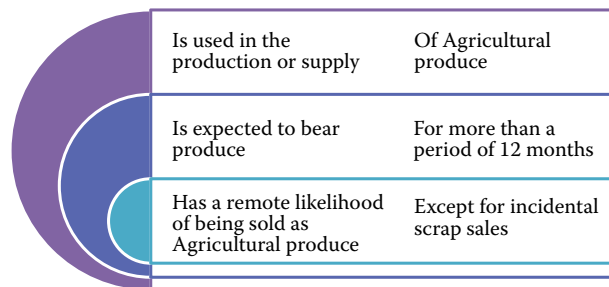 Is used in the
production or supply
Of Agricultural
produce
Is expected to bear
produce
For more than a
period of 12 months
Has a remote likelihood
of being sold as
Agricultural produce
Except for incidental
scrap sales